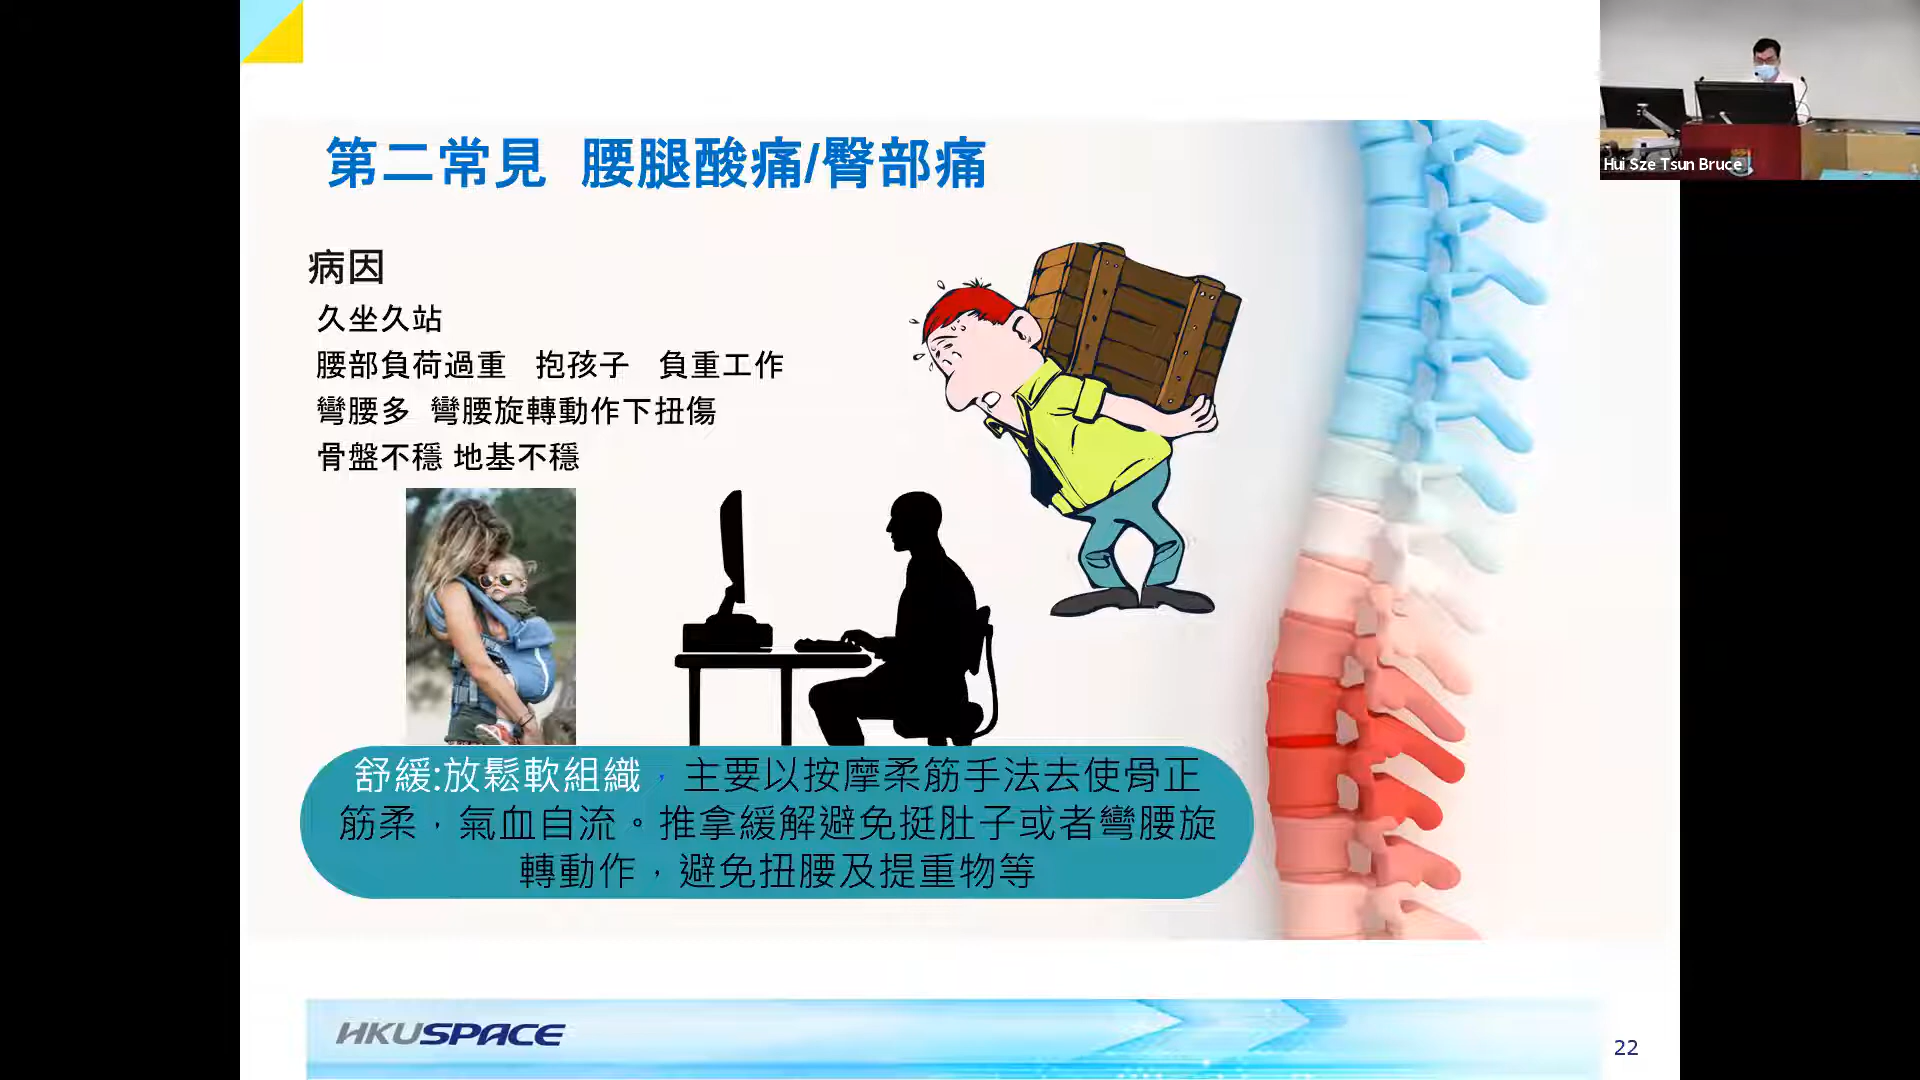 第二常見 腰腿酸痛/臀部痛
Hui Sze Tsun Bruce
病因
久坐久站
腰部負荷過重 抱孩子 負重工作
彎腰多 彎腰旋轉動作下扭傷
骨盤不穩 地基不穩
舒緩:放鬆軟組織，主要以按摩柔筋手法去使骨正
筋柔，氣血自流。推拿緩解避免挺肚子或者彎腰旋
轉動作，避免扭腰及提重物等
HKUSPACE
22